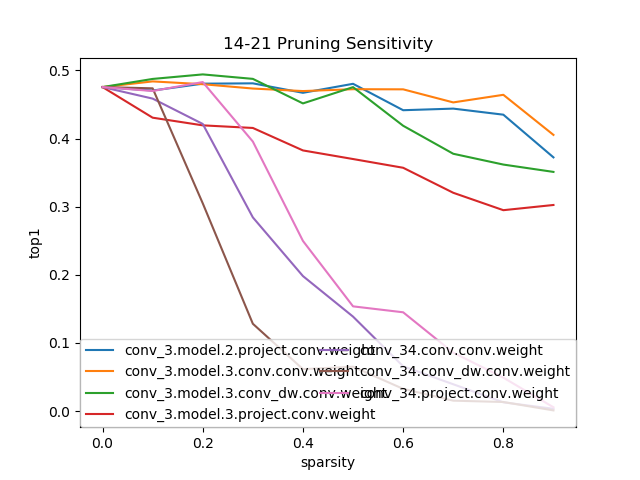 14-21 Pruning Sensitivity
top1
0.5
0.4
0.3
0.2
0.1
0.0
conv_3.model.2.project.conv.weight
conv_3.model.3.conv.conv.weight
conv_3.model.3.conv_dw.conv.weight
conv_3.model.3.project.conv.weight
conv_34.conv.conv.weight
conv_34.conv_dw.conv.weight
conv_34.project.conv.weight
0.0 0.2 0.4 0.6 0.8
sparsity